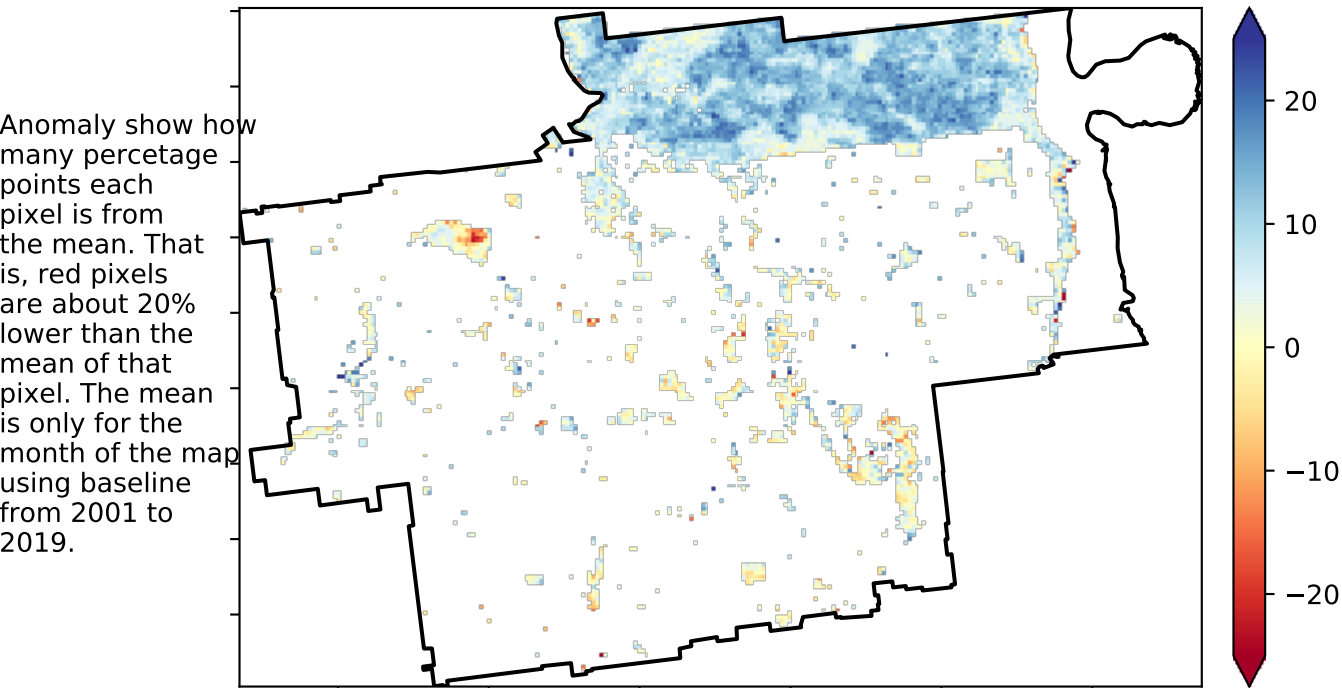 Anomaly show how
many percetage
points each
pixel is from
the mean. That
is, red pixels
are about 20%
lower than the
mean of that
pixel. The mean
is only for the
month of the map
using baseline
from 2001 to
2019.
20
10
0
−10
−20